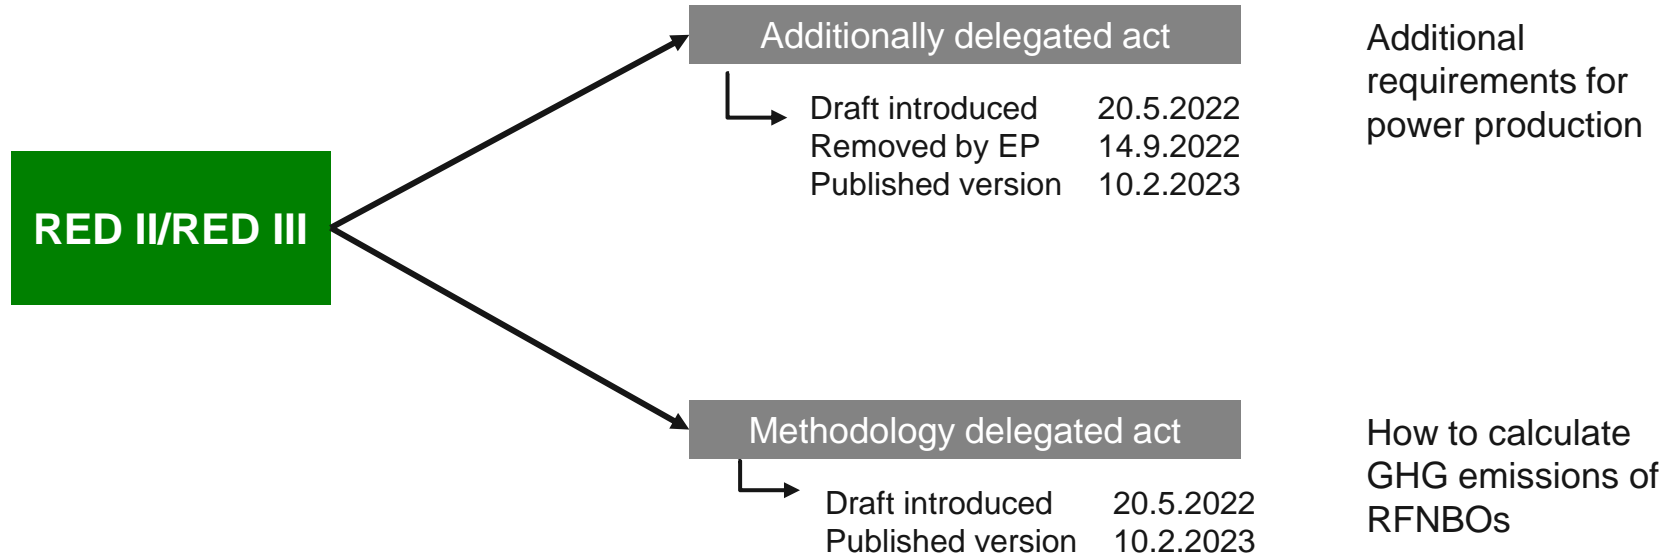 RED II/RED III
Additionally delegated act
Draft introduced 20.5.2022
Removed by EP 14.9.2022
Published version 10.2.2023
Additional
requirements for
power production
Methodology delegated act
Draft introduced 20.5.2022
Published version 10.2.2023
How to calculate
GHG emissions of
RFNBOs